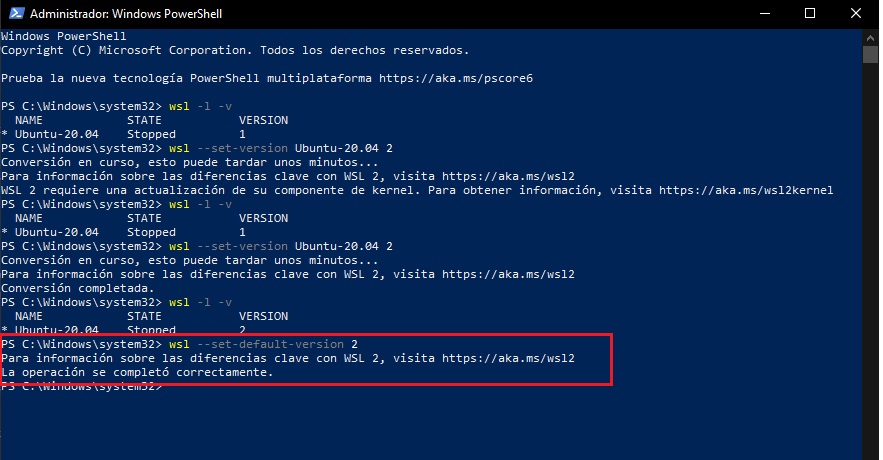 Administrador: Windows PowerShell
Windows PowerShell
Copyright (C) Microsoft Corporation. Todos los derechos reservados.
Prueba la nueva tecnología PowerShell multiplataforma https://aka.ms/pscore6
PS C:\Windows\system32> wsl -l -v
NAME STATE VERSION
* Ubuntu-20.04 Stopped 1
PS C:\Windows\system32> wsl --set-version Ubuntu-20.04 2
Conversión en curso, esto puede tardar unos minutos...
Para información sobre las diferencias clave con WSL 2, visita https://aka.ms/wsl2
WSL 2 requiere una actualización de su componente de kernel. Para obtener información, visita https://aka.ms/wsl2kernel
PS C:\Windows\system32> wsl -l -v
NAME STATE VERSION
* Ubuntu-20.04 Stopped 1
PS C:\Windows\system32> wsl --set-version Ubuntu-20.04 2
Conversión en curso, esto puede tardar unos minutos...
Para información sobre las diferencias clave con WSL 2, visita https://aka.ms/wsl2
Conversión completada.
PS C:\Windows\system32> wsl -l -v
NAME STATE VERSION
* Ubuntu-20.04 Stopped 2
PS C:\Windows\system32> wsl --set-default-version 2
Para información sobre las diferencias clave con WSL 2, visita https://aka.ms/wsl2
La operación se completó correctamente.
PS C:\Windows\system32>